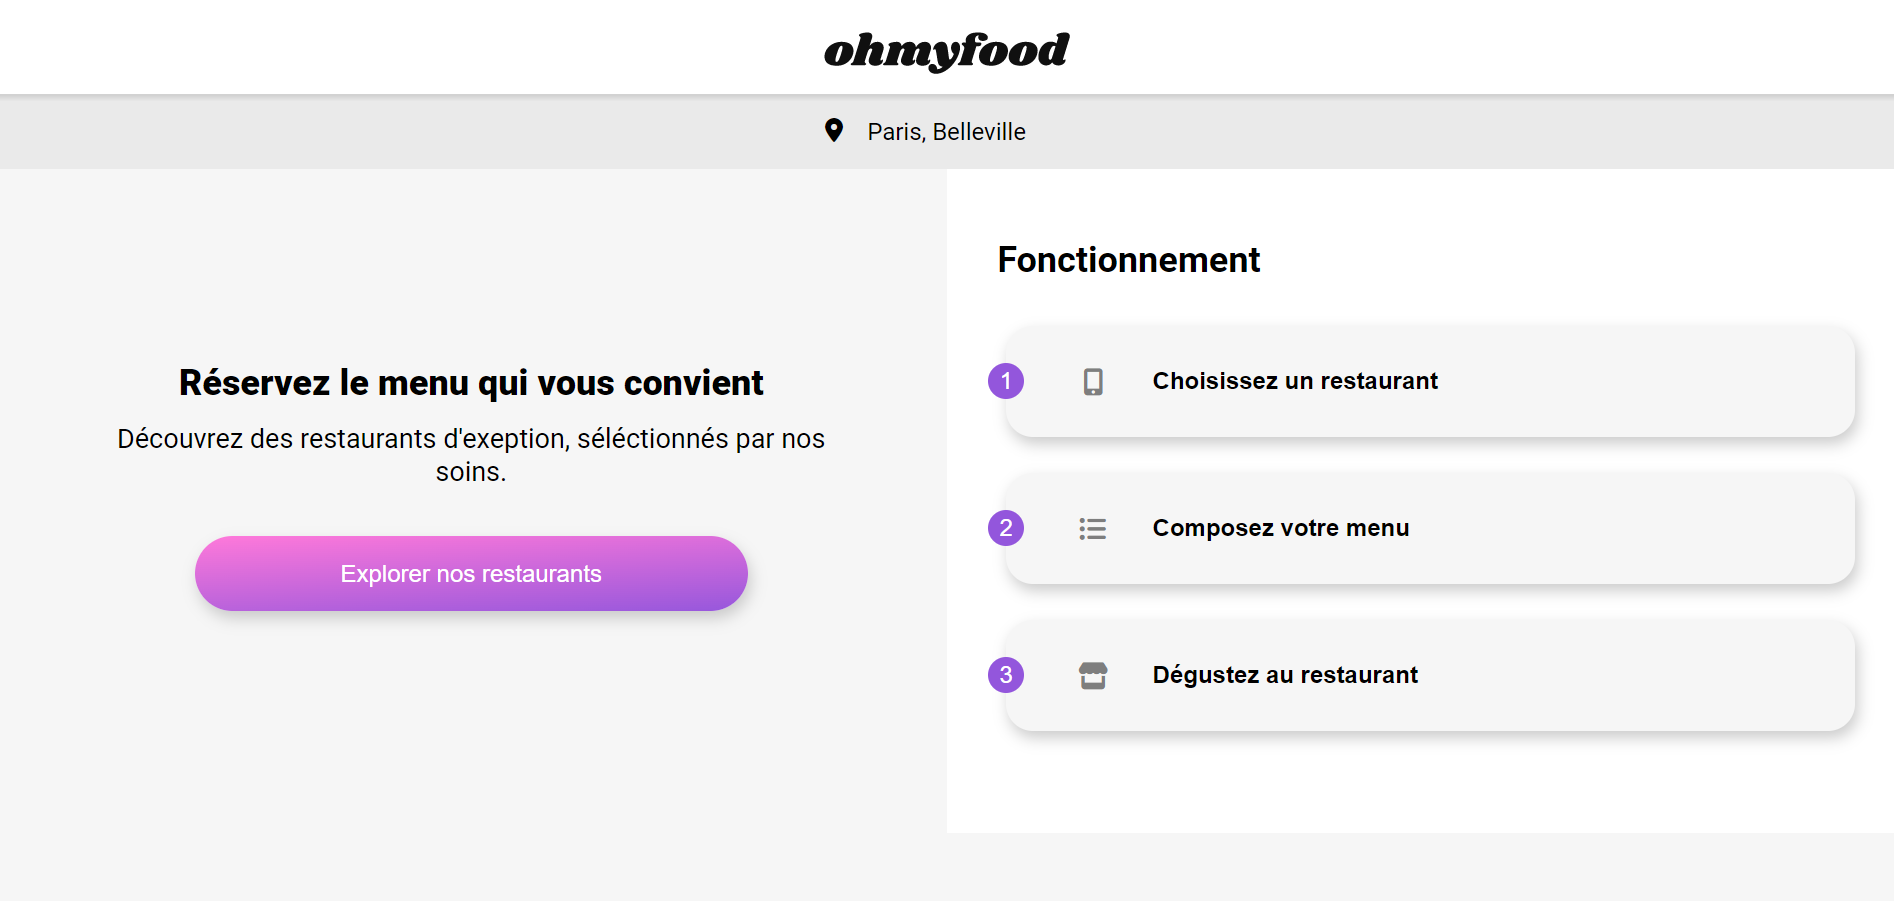 ohmyfood
Paris, Belleville
Réservez le menu qui vous convient
Découvrez des restaurants d'exeption, séléctionnés par nos
soins.
Explorer nos restaurants
Fonctionnement
1 Choisissez un restaurant
2 Composez votre menu
3 Dégustez au restaurant